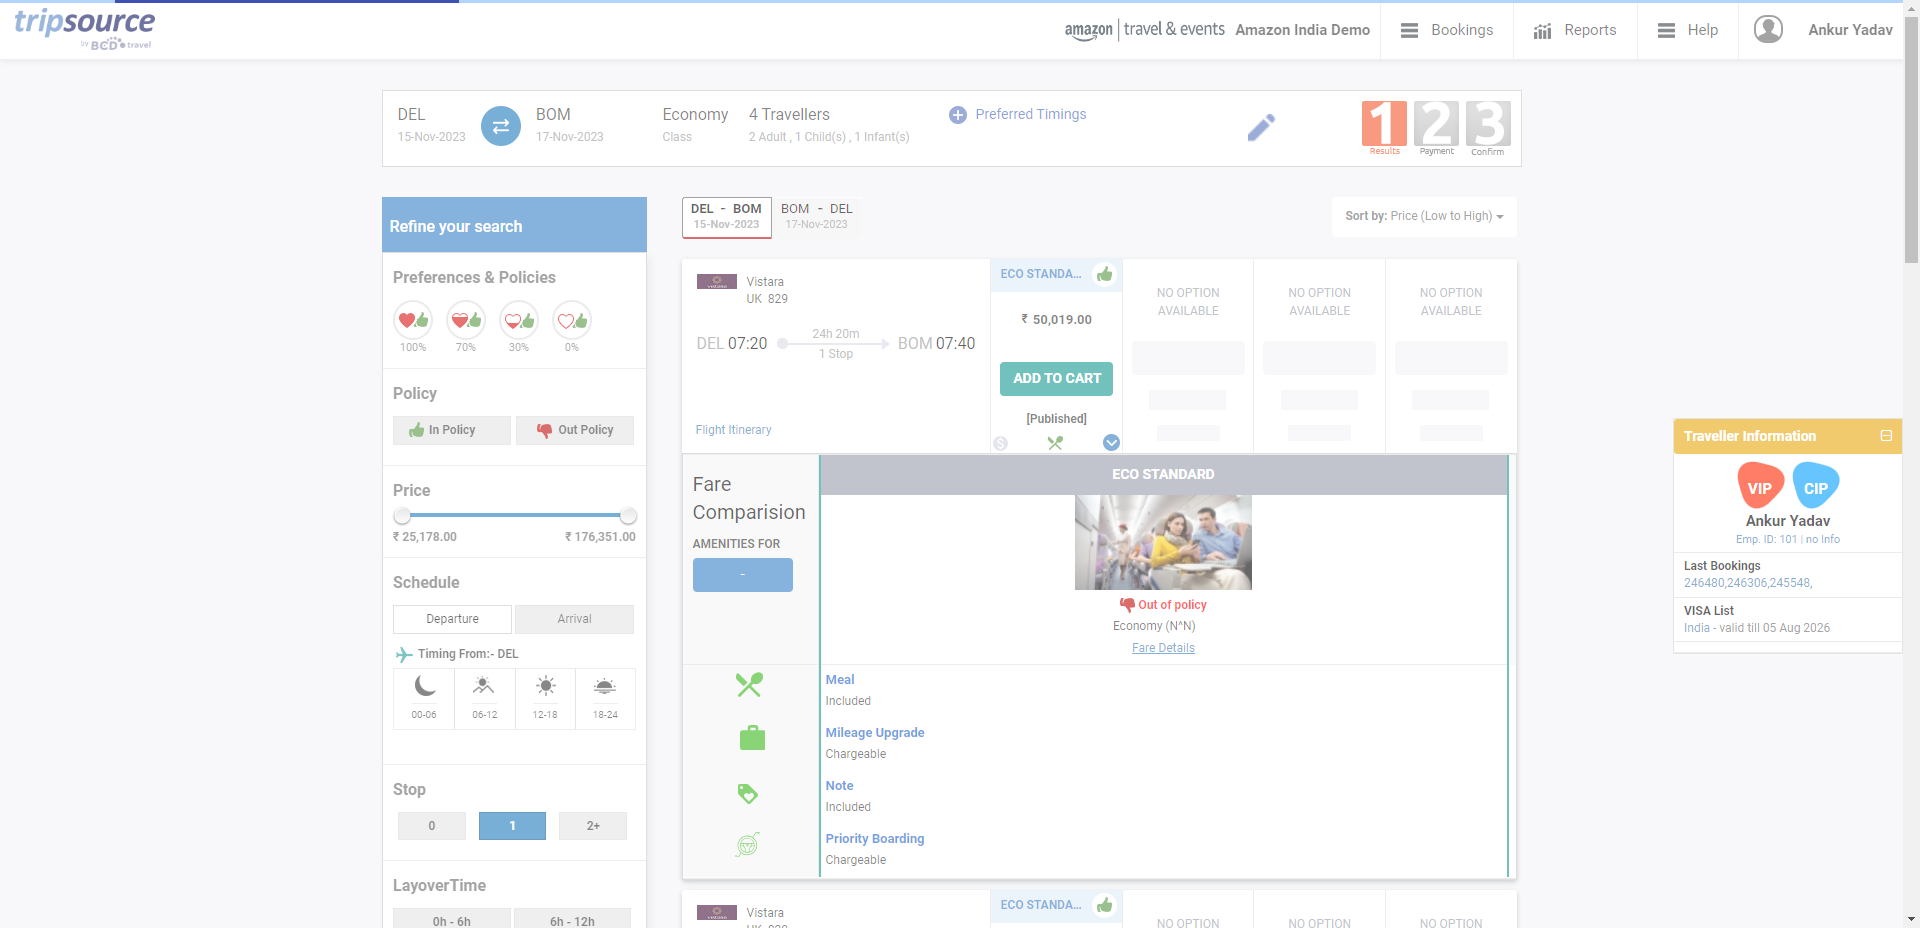 tripsource
by BCD travel
amazon travel & events Amazon India Demo
Bookings
Reports
Help
Ankur Yadav
DEL
15-Nov-2023
BOM
17-Nov-2023
Economy
Class
4 Travellers
2 Adult , 1 Child(s) , 1 Infant(s)
Preferred Timings
1 2 3
Results Payment Confirm
Refine your search
Preferences & Policies
100% 70% 30% 0%
Policy
In Policy Out Policy
Price
₹ 25,178.00 ₹ 176,351.00
Schedule
Departure Arrival
Timing From:- DEL
00-06 06-12 12-18 18-24
Stop
0 1 2+
LayoverTime
0h - 6h 6h - 12h
DEL - BOM
15-Nov-2023
BOM - DEL
17-Nov-2023
Sort by: Price (Low to High)
Vistara
UK 829
DEL 07:20
24h 20m
1 Stop
BOM 07:40
Flight Itinerary
ECO STANDA...
₹ 50,019.00
ADD TO CART
[Published]
NO OPTION
AVAILABLE
NO OPTION
AVAILABLE
NO OPTION
AVAILABLE
Fare
Comparision
AMENITIES FOR
-
ECO STANDARD
Out of policy
Economy (N^N)
Fare Details
Meal
Included
Mileage Upgrade
Chargeable
Note
Included
Priority Boarding
Chargeable
Vistara
ECO STANDA...
NO OPTION
NO OPTION
NO OPTION
Traveller Information
VIP CIP
Ankur Yadav
Emp. ID: 101 | no Info
Last Bookings
246480,246306,245548,
VISA List
India - valid till 05 Aug 2026